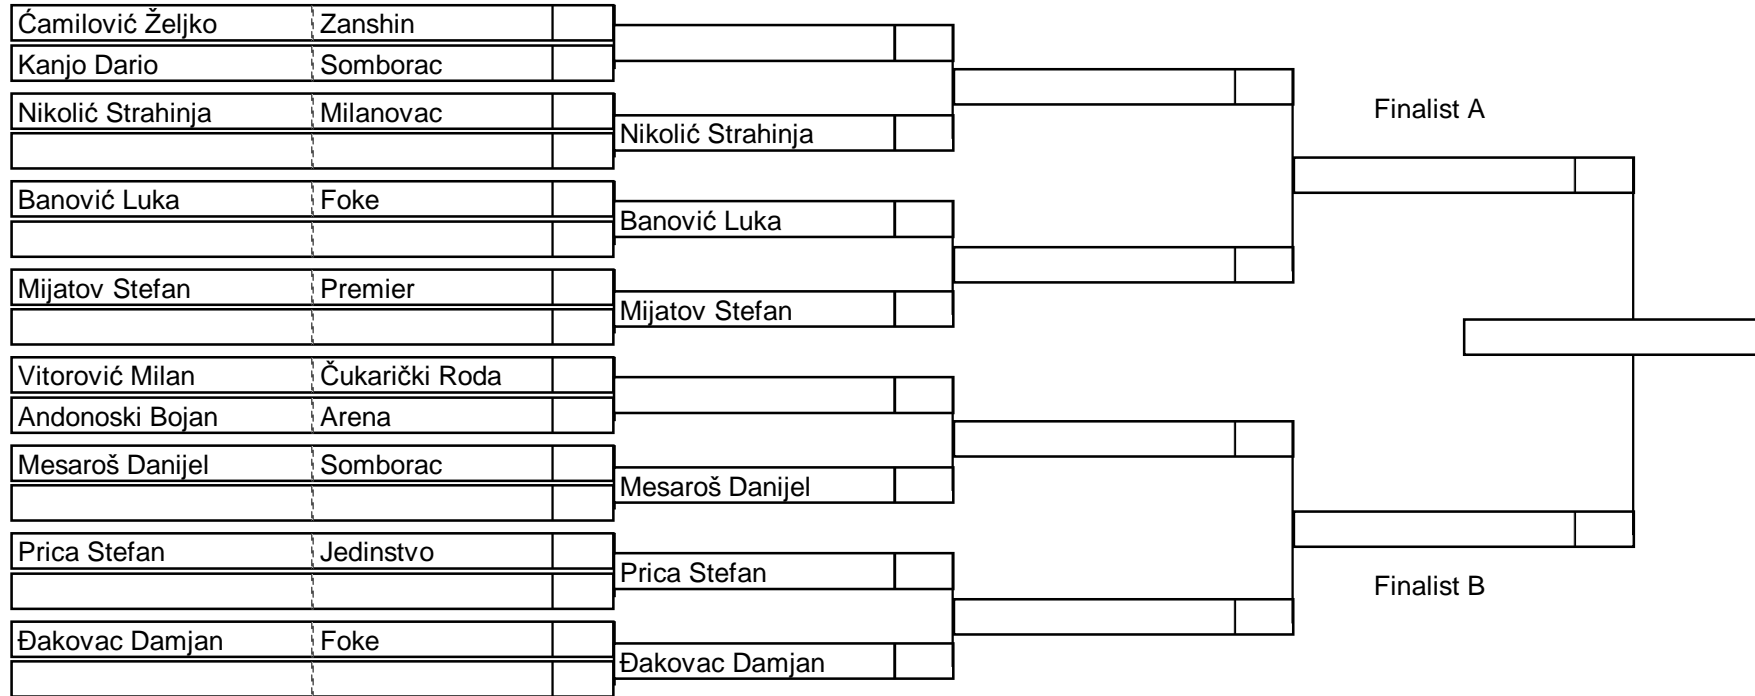 Ćamilović Željko Zanshin
Kanjo Dario Somborac
Nikolić Strahinja Milanovac
Finalist A
Nikolić Strahinja
Banović Luka Foke
Banović Luka
Mijatov Stefan Premier
Mijatov Stefan
Vitorović Milan Čukarički Roda
Andonoski Bojan Arena
Mesaroš Danijel Somborac
Mesaroš Danijel
Prica Stefan Jedinstvo
Prica Stefan
Finalist B
Đakovac Damjan Foke
Đakovac Damjan